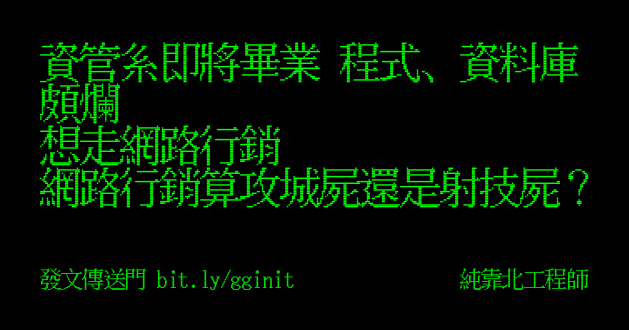 資管糸即將畢業 程式、資料庫
頗爛
想走網路行銷
網路行銷算攻城屍還是射技屍？
發文傳送門 bit.ly/gginit
純靠北工程師